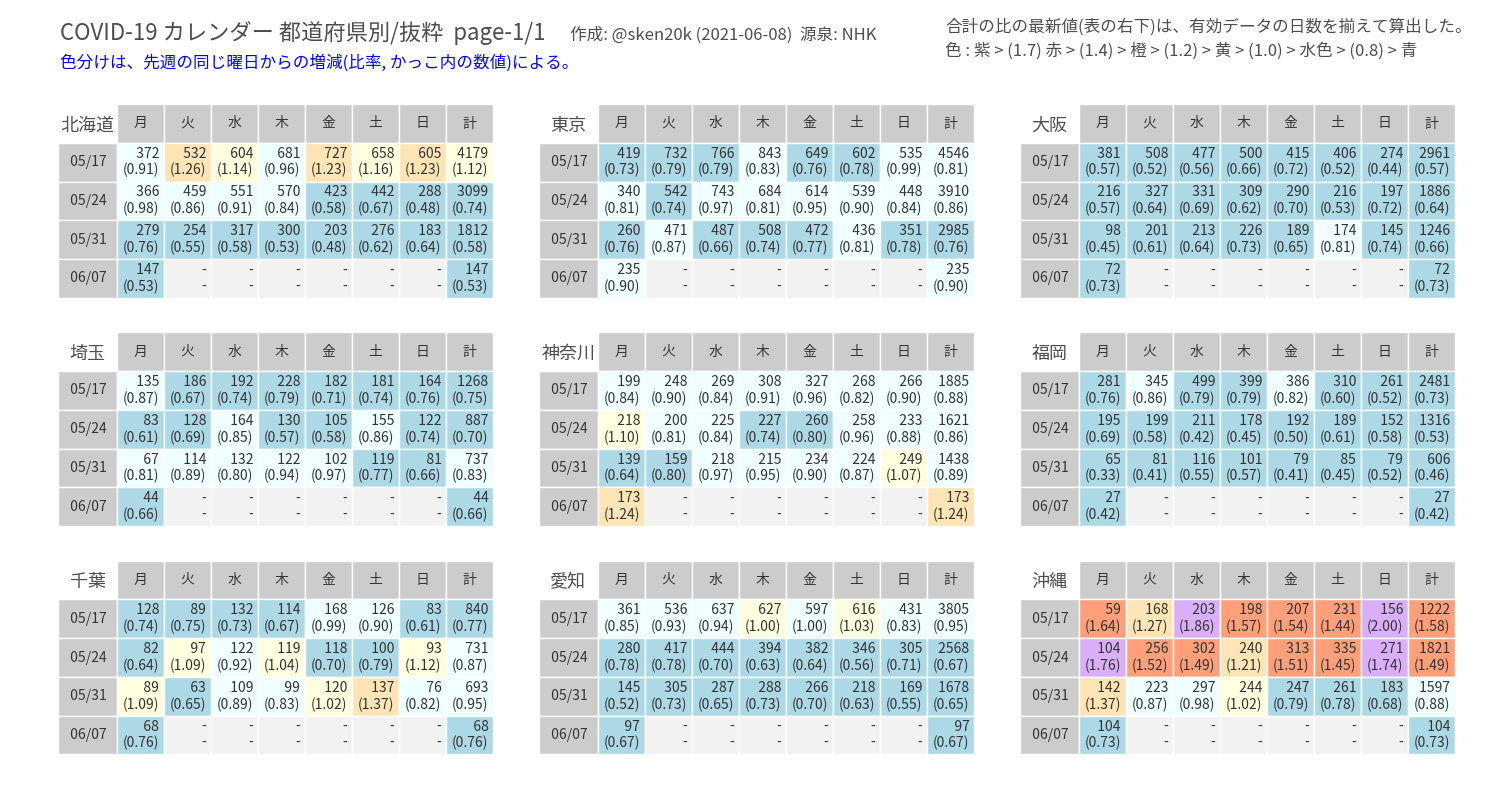 COVID-19 カレンダー 都道府県別/抜粋 page-1/1 作成: @sken20k (2021-06-08) 源泉: NHK
色分けは、先週の同じ曜日からの増減(比率, かっこ内の数値)による。
合計の比の最新値(表の右下)は、有効データの日数を揃えて算出した。
色 : 紫 > (1.7) 赤 > (1.4) > 橙 > (1.2) > 黄 > (1.0) > 水色 > (0.8) > 青
北海道 月 火 水 木 金 土 日 計
05/17 372 532 604 681 727 658 605 4179
(0.91) (1.26) (1.14) (0.96) (1.23) (1.16) (1.23) (1.12)
05/24 366 459 551 570 423 442 288 3099
(0.98) (0.86) (0.91) (0.84) (0.58) (0.67) (0.48) (0.74)
05/31 279 254 317 300 203 276 183 1812
(0.76) (0.55) (0.58) (0.53) (0.48) (0.62) (0.64) (0.58)
06/07 147 - - - - - - 147
(0.53) - - - - - - (0.53)
東京 月 火 水 木 金 土 日 計
05/17 419 732 766 843 649 602 535 4546
(0.73) (0.79) (0.79) (0.83) (0.76) (0.78) (0.99) (0.81)
05/24 340 542 743 684 614 539 448 3910
(0.81) (0.74) (0.97) (0.81) (0.95) (0.90) (0.84) (0.86)
05/31 260 471 487 508 472 436 351 2985
(0.76) (0.87) (0.66) (0.74) (0.77) (0.81) (0.78) (0.76)
06/07 235 - - - - - - 235
(0.90) - - - - - - (0.90)
大阪 月 火 水 木 金 土 日 計
05/17 381 508 477 500 415 406 274 2961
(0.57) (0.52) (0.56) (0.66) (0.72) (0.52) (0.44) (0.57)
05/24 216 327 331 309 290 216 197 1886
(0.57) (0.64) (0.69) (0.62) (0.70) (0.53) (0.72) (0.64)
05/31 98 201 213 226 189 174 145 1246
(0.45) (0.61) (0.64) (0.73) (0.65) (0.81) (0.74) (0.66)
06/07 72 - - - - - - 72
(0.73) - - - - - - (0.73)
埼玉 月 火 水 木 金 土 日 計
05/17 135 186 192 228 182 181 164 1268
(0.87) (0.67) (0.74) (0.79) (0.71) (0.74) (0.76) (0.75)
05/24 83 128 164 130 105 155 122 887
(0.61) (0.69) (0.85) (0.57) (0.58) (0.86) (0.74) (0.70)
05/31 67 114 132 122 102 119 81 737
(0.81) (0.89) (0.80) (0.94) (0.97) (0.77) (0.66) (0.83)
06/07 44 - - - - - - 44
(0.66) - - - - - - (0.66)
神奈川 月 火 水 木 金 土 日 計
05/17 199 248 269 308 327 268 266 1885
(0.84) (0.90) (0.84) (0.91) (0.96) (0.82) (0.90) (0.88)
05/24 218 200 225 227 260 258 233 1621
(1.10) (0.81) (0.84) (0.74) (0.80) (0.96) (0.88) (0.86)
05/31 139 159 218 215 234 224 249 1438
(0.64) (0.80) (0.97) (0.95) (0.90) (0.87) (1.07) (0.89)
06/07 173 - - - - - - 173
(1.24) - - - - - - (1.24)
福岡 月 火 水 木 金 土 日 計
05/17 281 345 499 399 386 310 261 2481
(0.76) (0.86) (0.79) (0.79) (0.82) (0.60) (0.52) (0.73)
05/24 195 199 211 178 192 189 152 1316
(0.69) (0.58) (0.42) (0.45) (0.50) (0.61) (0.58) (0.53)
05/31 65 81 116 101 79 85 79 606
(0.33) (0.41) (0.55) (0.57) (0.41) (0.45) (0.52) (0.46)
06/07 27 - - - - - - 27
(0.42) - - - - - - (0.42)
千葉 月 火 水 木 金 土 日 計
05/17 128 89 132 114 168 126 83 840
(0.74) (0.75) (0.73) (0.67) (0.99) (0.90) (0.61) (0.77)
05/24 82 97 122 119 118 100 93 731
(0.64) (1.09) (0.92) (1.04) (0.70) (0.79) (1.12) (0.87)
05/31 89 63 109 99 120 137 76 693
(1.09) (0.65) (0.89) (0.83) (1.02) (1.37) (0.82) (0.95)
06/07 68 - - - - - - 68
(0.76) - - - - - - (0.76)
愛知 月 火 水 木 金 土 日 計
05/17 361 536 637 627 597 616 431 3805
(0.85) (0.93) (0.94) (1.00) (1.00) (1.03) (0.83) (0.95)
05/24 280 417 444 394 382 346 305 2568
(0.78) (0.78) (0.70) (0.63) (0.64) (0.56) (0.71) (0.67)
05/31 145 305 287 288 266 218 169 1678
(0.52) (0.73) (0.65) (0.73) (0.70) (0.63) (0.55) (0.65)
06/07 97 - - - - - - 97
(0.67) - - - - - - (0.67)
沖縄 月 火 水 木 金 土 日 計
05/17 59 168 203 198 207 231 156 1222
(1.64) (1.27) (1.86) (1.57) (1.54) (1.44) (2.00) (1.58)
05/24 104 256 302 240 313 335 271 1821
(1.76) (1.52) (1.49) (1.21) (1.51) (1.45) (1.74) (1.49)
05/31 142 223 297 244 247 261 183 1597
(1.37) (0.87) (0.98) (1.02) (0.79) (0.78) (0.68) (0.88)
06/07 104 - - - - - - 104
(0.73) - - - - - - (0.73)